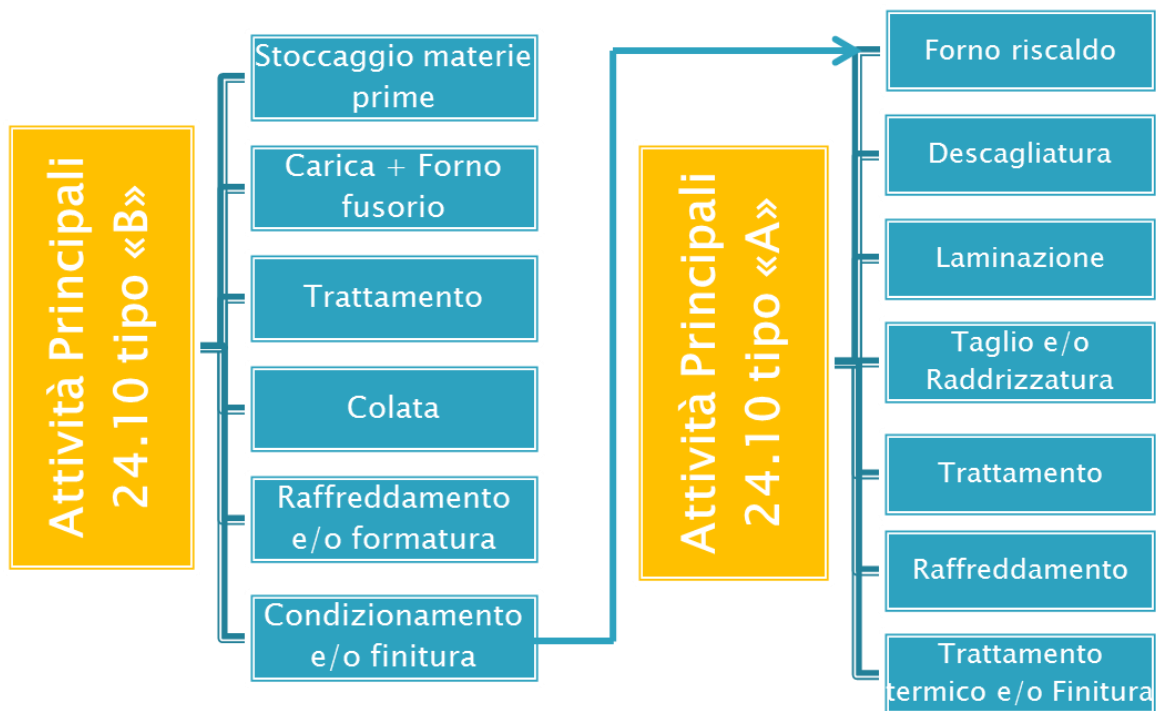 Attività Principali
24.10 tipo «B»
Stoccaggio materie
prime
Carica + Forno
fusorio
Trattamento
Colata
Raffreddamento
e/o formatura
Condizionamento
e/o finitura
Attività Principali
24.10 tipo «A»
Forno riscaldo
Descagliatura
Laminazione
Taglio e/o
Raddrizzatura
Trattamento
Raffreddamento
Trattamento
termico e/o Finitura